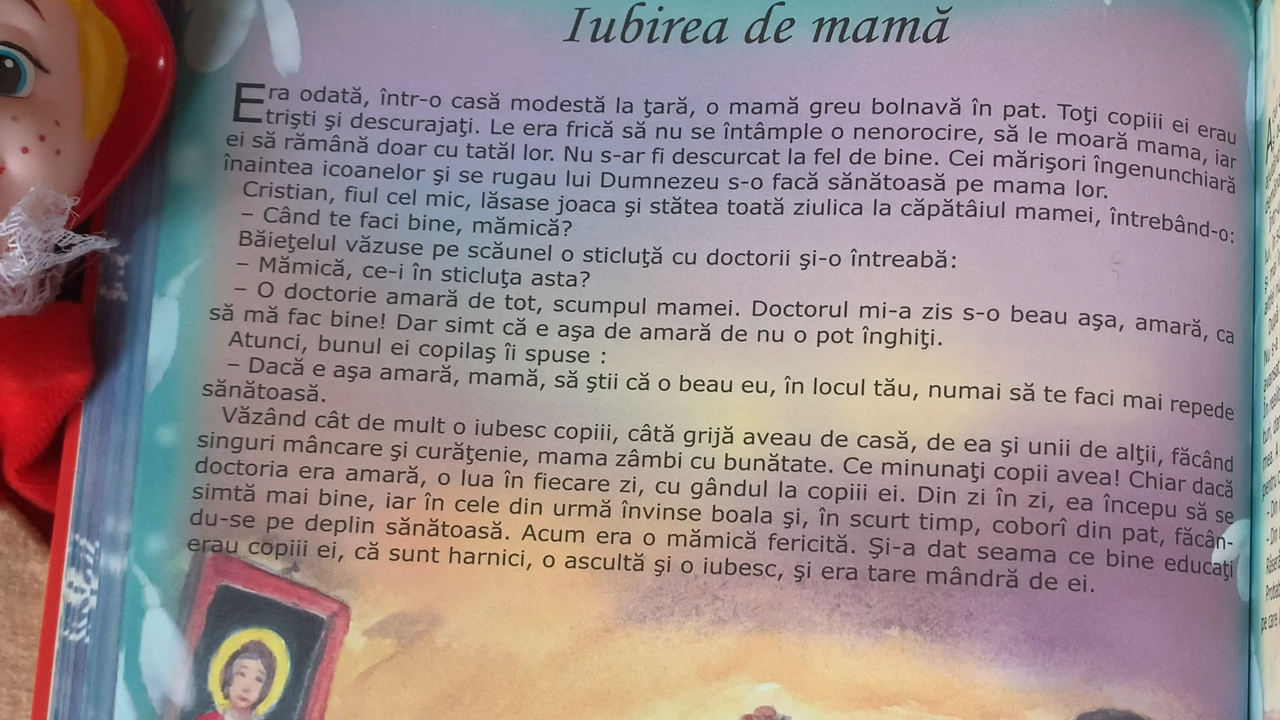 Iubirea de mamă
Era odată, într-o casă modestă la ţară, o mamă greu bolnavă în pat. Toţi copiii ei erau
trişti şi descurajaţi. Le era frică să nu se întâmple o nenorocire, să le moară mama, iar
ei să rămână doar cu tatăl lor. Nu s-ar fi descurcat la fel de bine. Cei mărişori îngenunchiară
înaintea icoanelor şi se rugau lui Dumnezeu s-o facă sănătoasă pe mama lor.
Cristian, fiul cel mic, lăsase joaca şi stătea toată ziulica la căpătâiul mamei, întrebând-o:
– Când te faci bine, mămică?
Băieţelul văzuse pe scăunel o sticluţă cu doctorii şi-o întreabă:
– Mămică, ce-i în sticluţa asta?
– O doctorie amară de tot, scumpul mamei. Doctorul mi-a zis s-o beau aşa, amară, ca
să mă fac bine! Dar simt că e aşa de amară de nu o pot înghiţi.
Atunci, bunul ei copilaş îi spuse :
– Dacă e aşa amară, mamă, să ştii că o beau eu, în locul tău, numai să te faci mai repede
sănătoasă.
Văzând cât de mult o iubesc copiii, câtă grijă aveau de casă, de ea şi unii de alţii, făcând
singuri mâncare şi curăţenie, mama zâmbi cu bunătate. Ce minunaţi copii avea! Chiar dacă
doctoria era amară, o lua în fiecare zi, cu gândul la copiii ei. Din zi în zi, ea începu să se
simtă mai bine, iar în cele din urmă învinse boala şi, în scurt timp, coborî din pat, făcân-
du-se pe deplin sănătoasă. Acum era o mămică fericită. Şi-a dat seama ce bine educaţi
erau copiii ei, că sunt harnici, o ascultă şi o iubesc, şi era tare mândră de ei.